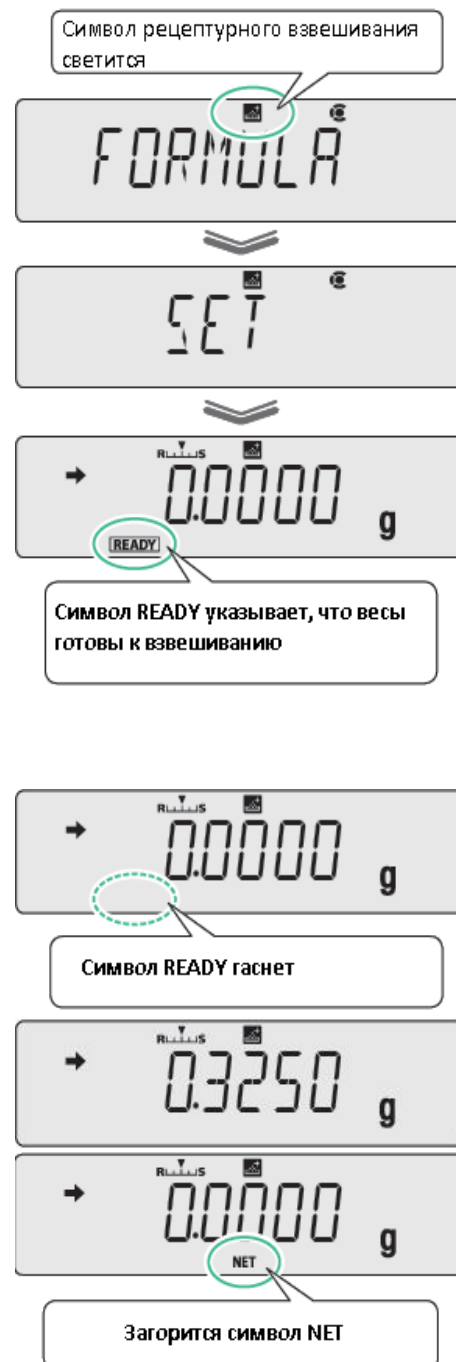 Символ рецептурного взвешивания
светится
FORMULA
SET
R S
0.0000 g
READY
Символ READY указывает, что весы
готовы к взвешиванию
R S
0.0000 g
Символ READY гаснет
R S
0.3250 g
R S
0.0000 g
NET
Загорится символ NET